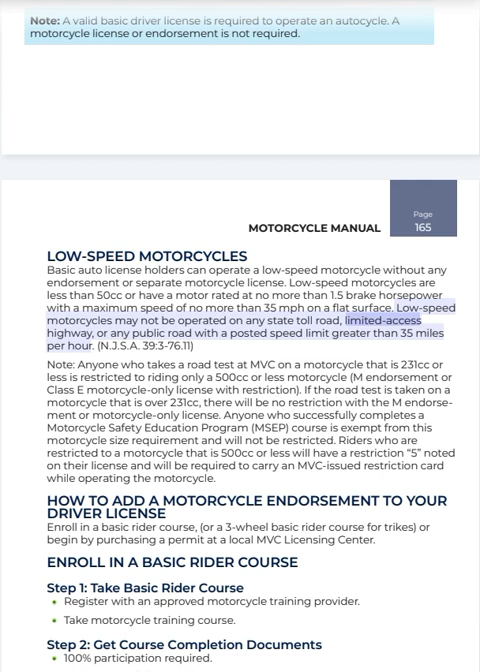 Note: A valid basic driver license is required to operate an autocycle. A
motorcycle license or endorsement is not required.
Page
MOTORCYCLE MANUAL 165
LOW-SPEED MOTORCYCLES
Basic auto license holders can operate a low-speed motorcycle without any
endorsement or separate motorcycle license. Low-speed motorcycles are
less than 50cc or have a motor rated at no more than 1.5 brake horsepower
with a maximum speed of no more than 35 mph on a flat surface. Low-speed
motorcycles may not be operated on any state toll road, limited-access
highway, or any public road with a posted speed limit greater than 35 miles
per hour. (N.J.S.A. 39:3-76.11)
Note: Anyone who takes a road test at MVC on a motorcycle that is 231cc or
less is restricted to riding only a 500cc or less motorcycle (M endorsement or
Class E motorcycle-only license with restriction). If the road test is taken on a
motorcycle that is over 231cc, there will be no restriction with the M endorse-
ment or motorcycle-only license. Anyone who successfully completes a
Motorcycle Safety Education Program (MSEP) course is exempt from this
motorcycle size requirement and will not be restricted. Riders who are
restricted to a motorcycle that is 500cc or less will have a restriction “5” noted
on their license and will be required to carry an MVC-issued restriction card
while operating the motorcycle.
HOW TO ADD A MOTORCYCLE ENDORSEMENT TO YOUR
DRIVER LICENSE
Enroll in a basic rider course, (or a 3-wheel basic rider course for trikes) or
begin by purchasing a permit at a local MVC Licensing Center.
ENROLL IN A BASIC RIDER COURSE
Step 1: Take Basic Rider Course
• Register with an approved motorcycle training provider.
• Take motorcycle training course.
Step 2: Get Course Completion Documents
• 100% participation required.